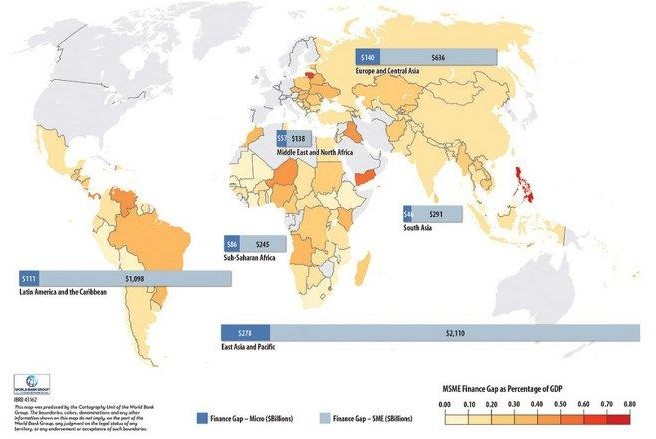 $140 $636
Europe and Central Asia
$57 $138
Middle East and North Africa
$46 $291
South Asia
$86 $245
Sub-Saharan Africa
$111 $1,098
Latin America and the Caribbean
$278 $2,110
East Asia and Pacific
WORLD BANK GROUP
IBRD 43162
This map was produced by the Cartography Unit of the World Bank
Group. The boundaries, colors, denominations and any other
information shown on this map do not imply, on the part of the
World Bank Group, any judgment on the legal status of any
territory, or any endorsement or acceptance of such boundaries.
Finance Gap – Micro ($Billions) Finance Gap – SME ($Billions)
MSME Finance Gap as Percentage of GDP
0.00 0.10 0.20 0.30 0.40 0.50 0.60 0.70 0.80